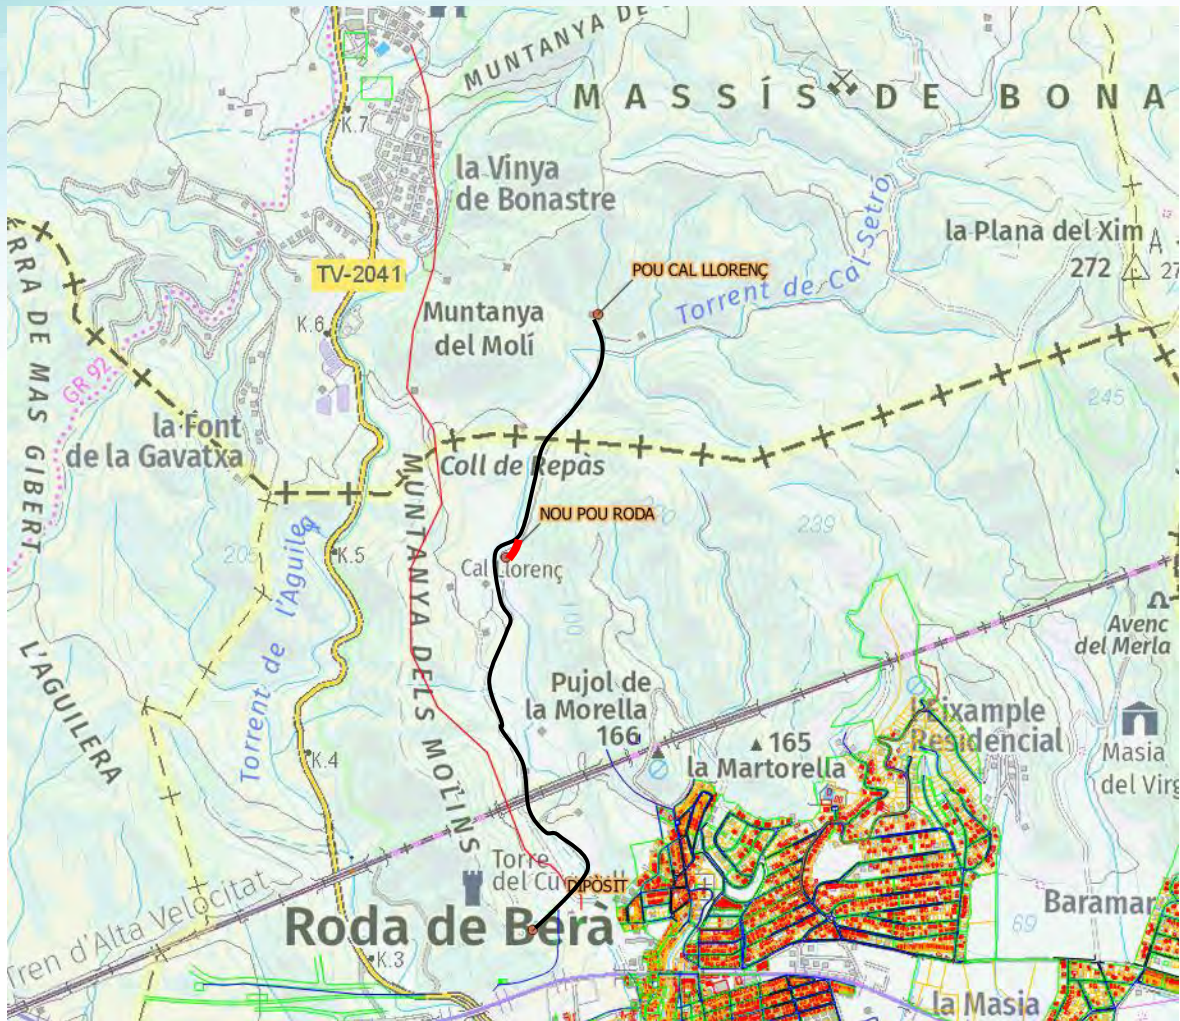 MUNTANYA DE
MASSÍS DE BONA
K.7
la Vinya
de Bonastre
Torrent de Cal Setró
la Plana del Xim
272
A
27
TV-2041
POU CAL LLORENÇ
K.6
Muntanya
del Molí
RRA DE MAS GIBERT
GR 92
245
la Font
de la Gavatxa
Coll de Repàs
NOU POU RODA
239
205
K.5
Cal Llorenç
MUNTANYA DELS MOLINS
Torrent de l'Aguilera
100
Avenc
del Merla
L'AGUILERA
Pujol de
la Morella
166
165
la Martorella
l'Eixample
Residencial
Masia
del Virg
K.4
Torre
DIPÒSIT
Tren d'Alta Velocitat
Roda de Berà
Baramar
69
K.3
la Masia